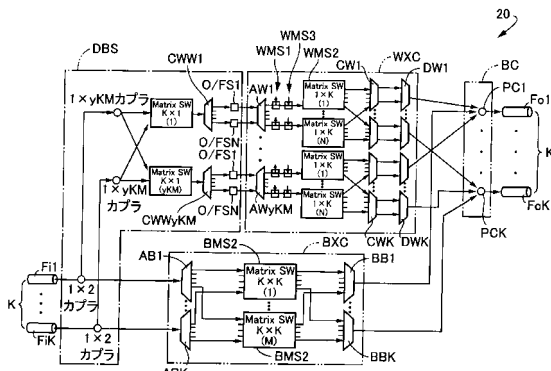 20
DBS
CWW1
WMS1
WMS3
WMS2
CW1
WXC
DW1
BC
PC1
Fo1
K
FoK
PCK
1×yKMカプラ
Matrix SW
K×1
(1)
O/FS1
AW1
O/FSN
Matrix SW
1×K
(1)
Matrix SW
1×K
(N)
O/FS1
Matrix SW
K×1
(yKM)
1×yKM
カプラ
O/FSN
CWWyKM
AWyKM
Matrix SW
1×K
(1)
Matrix SW
1×K
(N)
CWK
DWK
BMS2
BXC
AB1
BB1
Fi1
1×2
カプラ
K
FiK
1×2
カプラ
Matrix SW
K×K
(1)
Matrix SW
K×K
(M)
BMS2
BBK